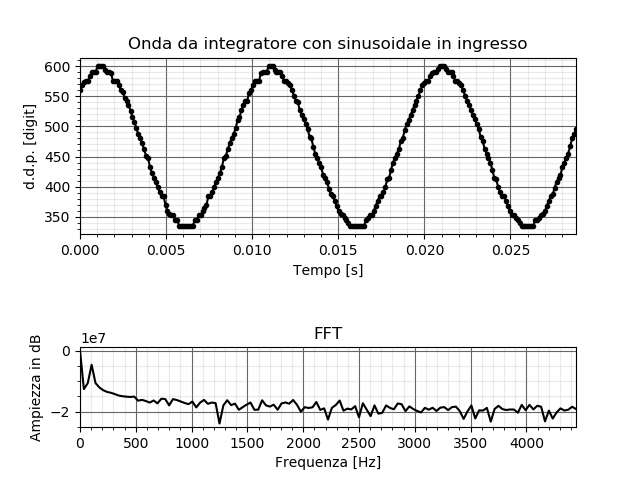 Onda da integratore con sinusoidale in ingresso
d.d.p. [digit]
600
550
500
450
400
350
0.000 0.005 0.010 0.015 0.020 0.025
Tempo [s]
FFT
1e7
Ampiezza in dB
0
−2
0 500 1000 1500 2000 2500 3000 3500 4000
Frequenza [Hz]